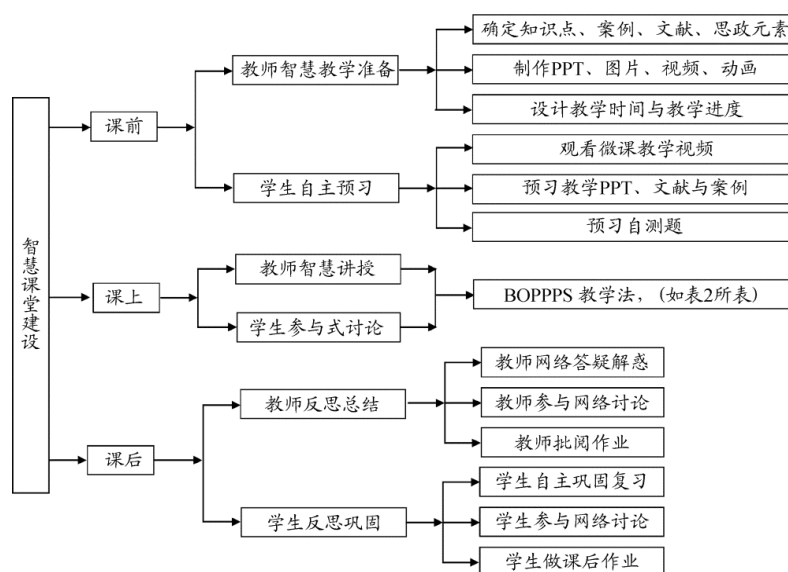 智慧课堂建设
课前
教师智慧教学准备
确定知识点、案例、文献、思政元素
制作PPT、图片、视频、动画
设计教学时间与教学进度
学生自主预习
观看微课教学视频
预习教学PPT、文献与案例
预习自测题
课上
教师智慧讲授
学生参与式讨论
BOPPPS 教学法，（如表2所表）
课后
教师反思总结
教师网络答疑解惑
教师参与网络讨论
教师批阅作业
学生反思巩固
学生自主巩固复习
学生参与网络讨论
学生做课后作业